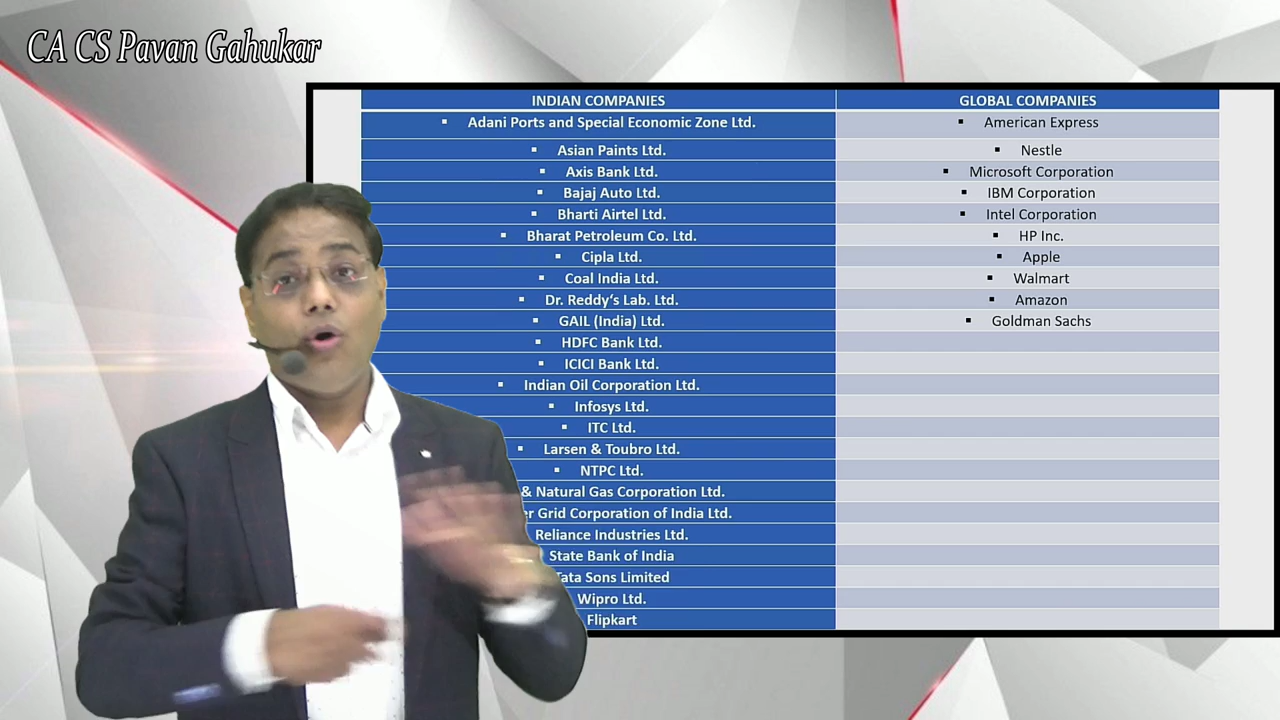 CA CS Pavan Gahukar
INDIAN COMPANIES GLOBAL COMPANIES
▪ Adani Ports and Special Economic Zone Ltd. ▪ American Express
▪ Asian Paints Ltd. ▪ Nestle
▪ Axis Bank Ltd. ▪ Microsoft Corporation
▪ Bajaj Auto Ltd. ▪ IBM Corporation
▪ Bharti Airtel Ltd. ▪ Intel Corporation
▪ Bharat Petroleum Co. Ltd. ▪ HP Inc.
▪ Cipla Ltd. ▪ Apple
▪ Coal India Ltd. ▪ Walmart
▪ Dr. Reddy's Lab. Ltd. ▪ Amazon
▪ GAIL (India) Ltd. ▪ Goldman Sachs
▪ HDFC Bank Ltd.
▪ ICICI Bank Ltd.
▪ Indian Oil Corporation Ltd.
▪ Infosys Ltd.
▪ ITC Ltd.
▪ Larsen & Toubro Ltd.
▪ NTPC Ltd.
& Natural Gas Corporation Ltd.
er Grid Corporation of India Ltd.
Reliance Industries Ltd.
State Bank of India
Tata Sons Limited
Wipro Ltd.
Flipkart